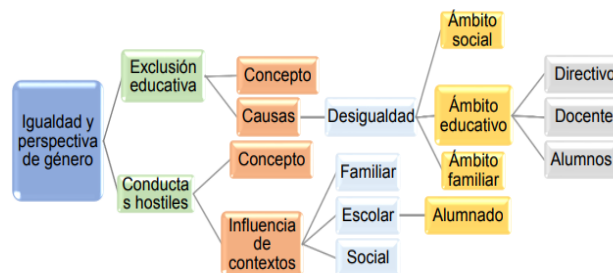 Igualdad y
perspectiva
de género
Exclusión
educativa
Concepto
Causas
Desigualdad
Ámbito
social
Ámbito
educativo
Directivo
Docente
Alumnos
Ámbito
familiar
Conducta
s hostiles
Concepto
Influencia
de
contextos
Familiar
Escolar
Alumnado
Social